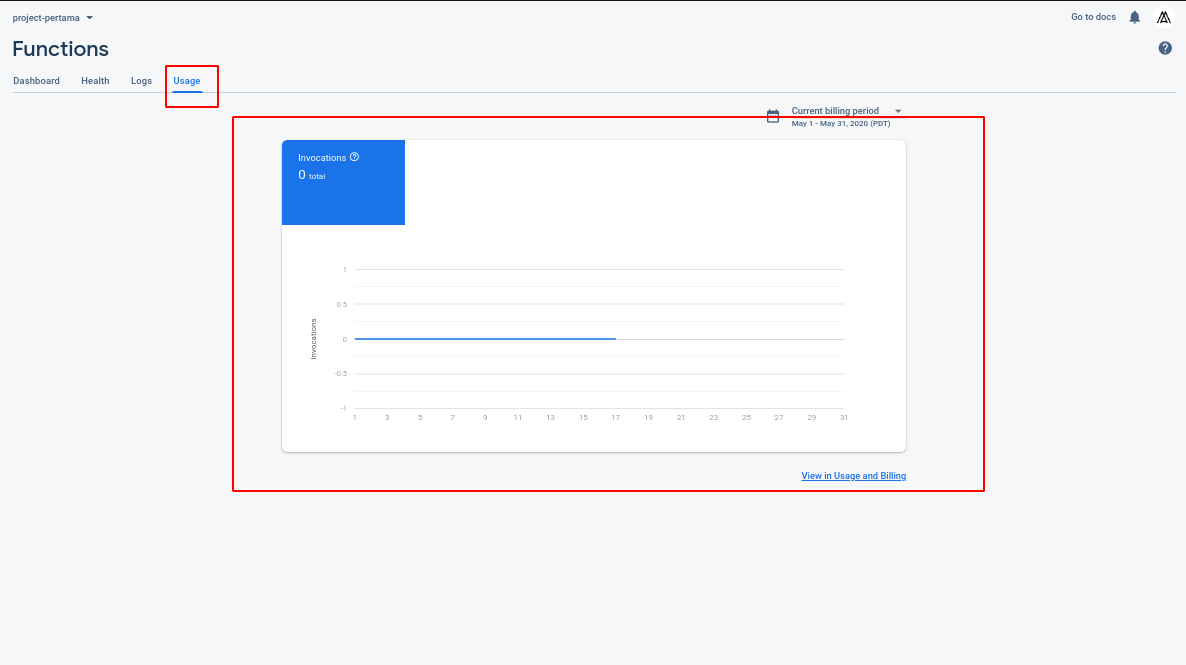 project-pertama
Go to docs
Functions
Dashboard Health Logs Usage
Current billing period
May 1 - May 31, 2020 (PDT)
Invocations
0 total
Invocations
1
0.5
0
-0.5
-1
1 3 5 7 9 11 13 15 17 19 21 23 25 27 29 31
View in Usage and Billing